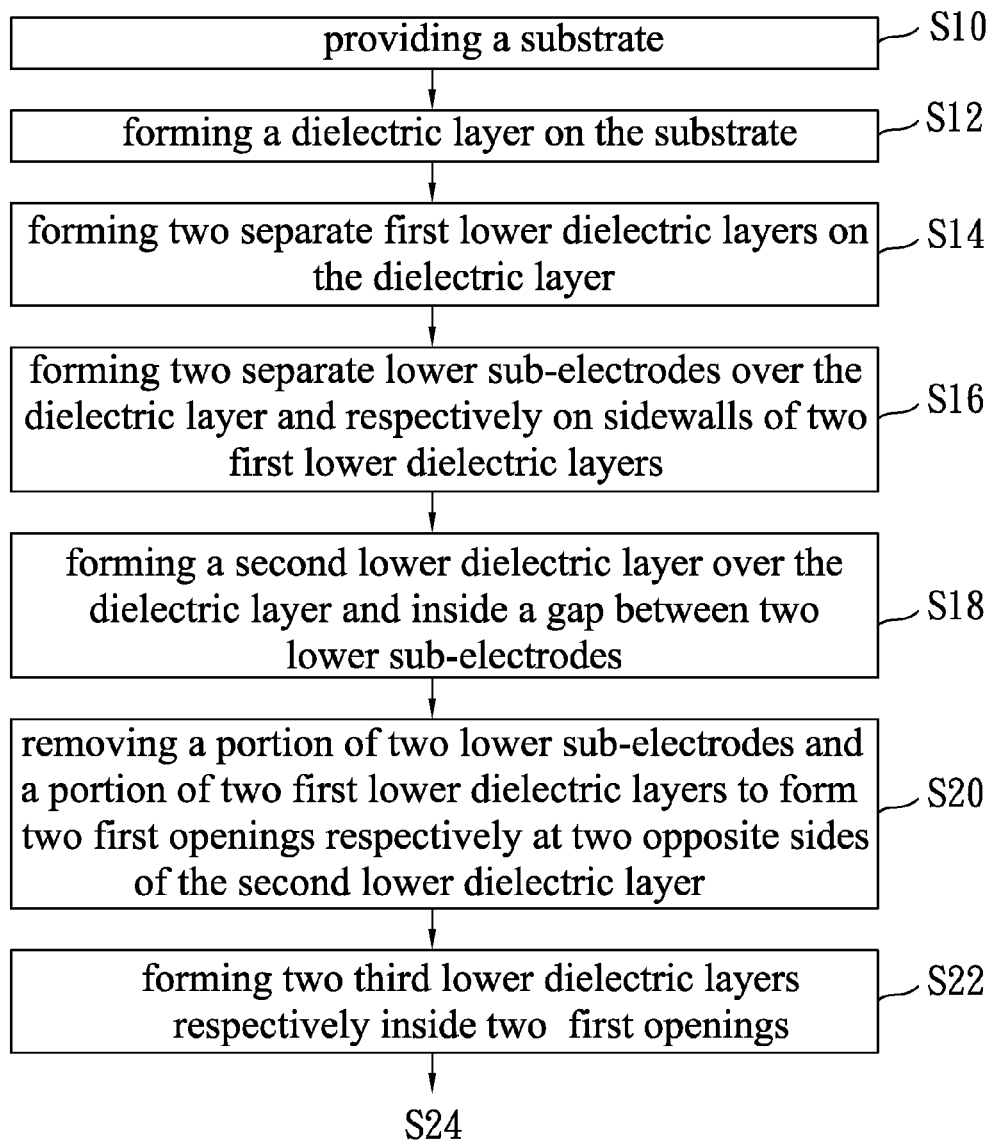 providing a substrate
S10
forming a dielectric layer on the substrate
S12
forming two separate first lower dielectric layers on
the dielectric layer
S14
forming two separate lower sub-electrodes over the
dielectric layer and respectively on sidewalls of two
first lower dielectric layers
S16
forming a second lower dielectric layer over the
dielectric layer and inside a gap between two
lower sub-electrodes
S18
removing a portion of two lower sub-electrodes and
a portion of two first lower dielectric layers to form
two first openings respectively at two opposite sides
of the second lower dielectric layer
S20
forming two third lower dielectric layers
respectively inside two first openings
S22
S24